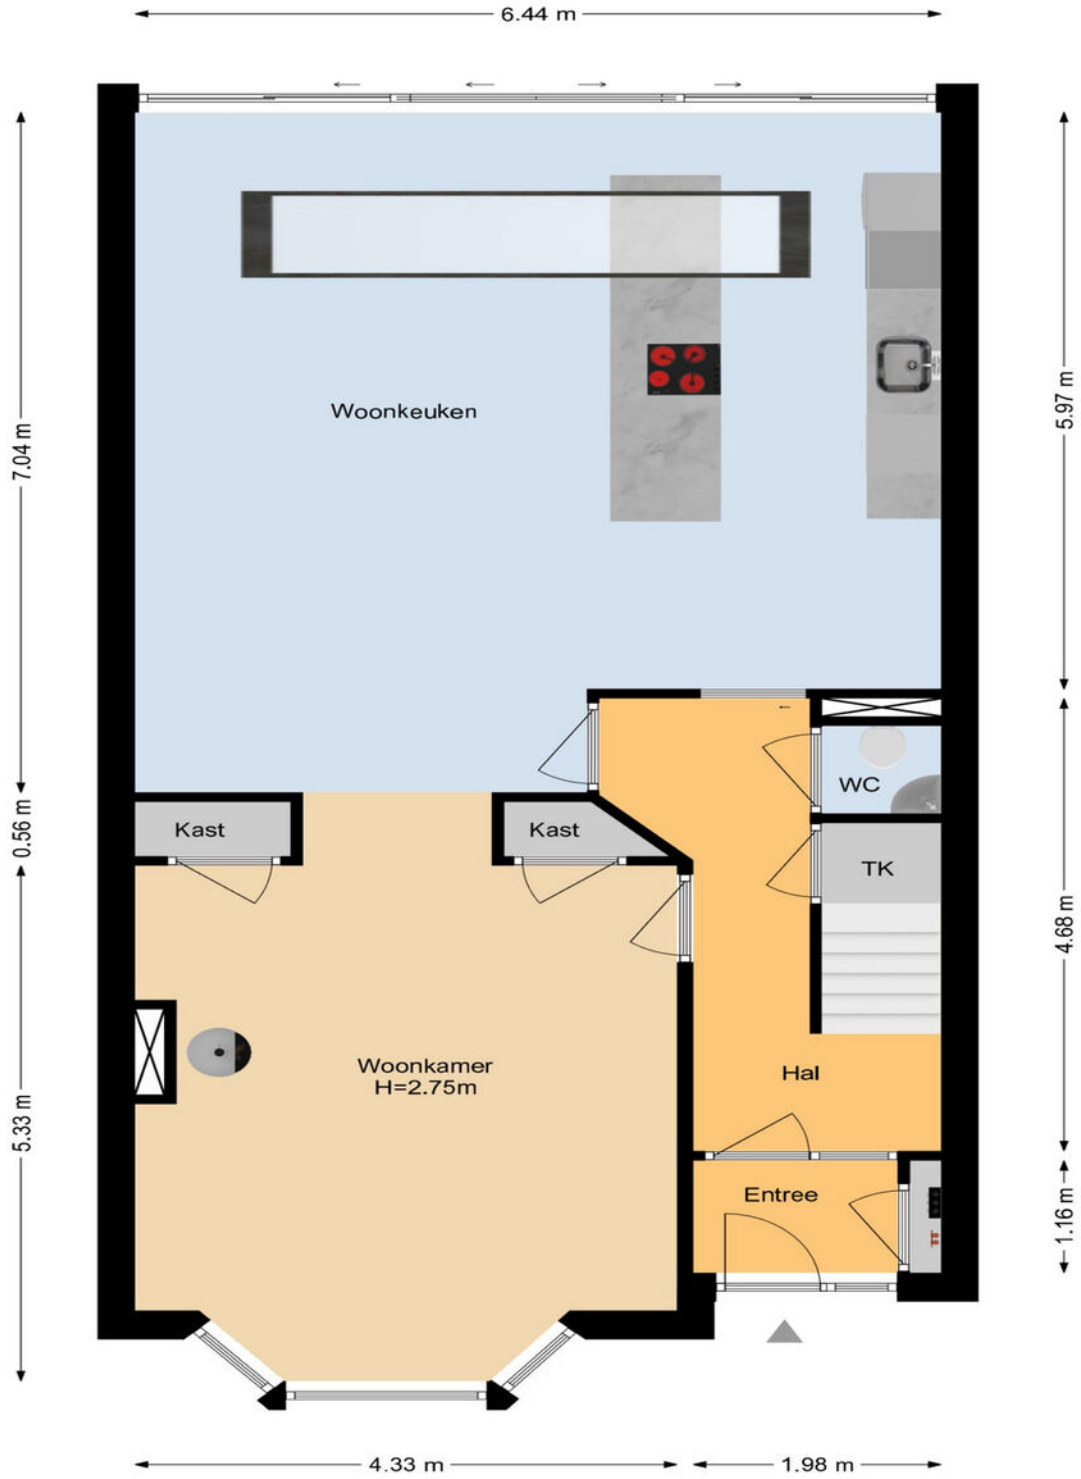 6.44 m
7.04 m
5.97 m
Woonkeuken
0.56 m
Kast
Kast
WC
TK
4.68 m
Woonkamer
H=2.75m
Hal
5.33 m
Entree
1.16 m
4.33 m
1.98 m